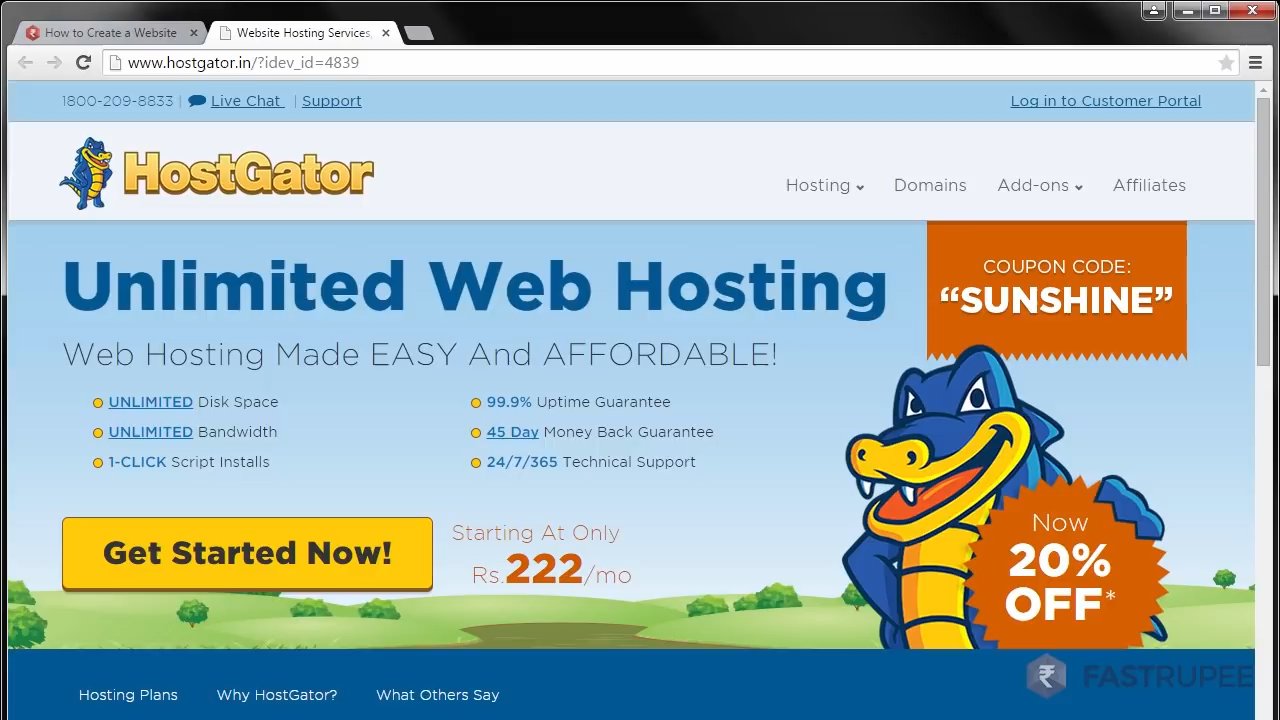 How to Create a Website
Website Hosting Services,
www.hostgator.in/?idev_id=4839
1800-209-8833 | Live Chat | Support
Log in to Customer Portal
HostGator
Hosting Domains Add-ons Affiliates
Unlimited Web Hosting
Web Hosting Made EASY And AFFORDABLE!
COUPON CODE:
“SUNSHINE”
UNLIMITED Disk Space
UNLIMITED Bandwidth
1-CLICK Script Installs
99.9% Uptime Guarantee
45 Day Money Back Guarantee
24/7/365 Technical Support
Get Started Now!
Starting At Only
Rs.222/mo
Now
20%
OFF*
Hosting Plans Why HostGator? What Others Say
₹ FASTRUPEE